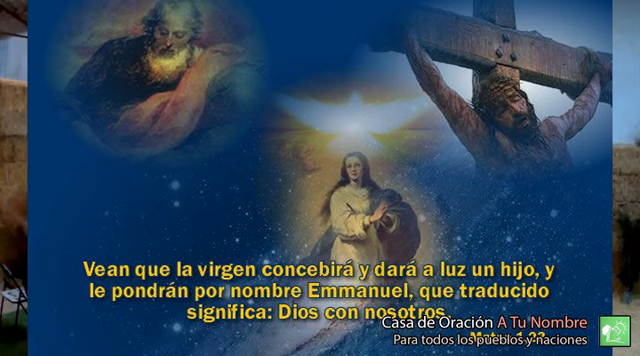 Vean que la virgen concebirá y dará a luz un hijo, y
le pondrán por nombre Emmanuel, que traducido
significa: Dios con nosotros.
Casa de Oración A Tu Nombre
Para todos los pueblos y naciones